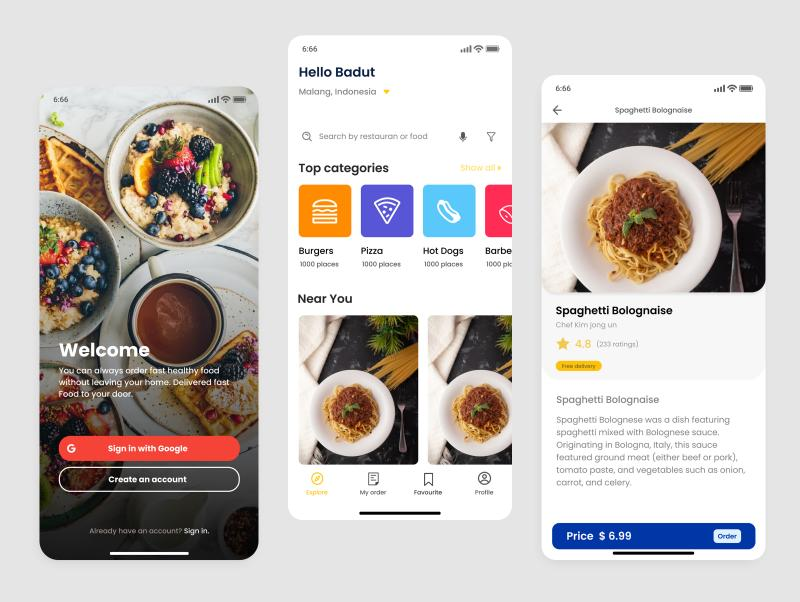 6:66
Welcome
You can always order fast healthy food
without leaving your home. Delivered fast
Food to your door.
G
Sign in with Google
Create an account
Already have an account? Sign in.
6:66
Hello Badut
Malang, Indonesia
Search by restauran or food
Top categories
Show all
Burgers
1000 places
Pizza
1000 places
Hot Dogs
1000 places
Barbe
1000 plc
Near You
Explore
My order
Favourite
Profile
6:66
Spaghetti Bolognaise
Spaghetti Bolognaise
Chef Kim jong un
4.8 (233 ratings)
Free delivery
Spaghetti Bolognaise
Spaghetti Bolognese was a dish featuring
spaghetti mixed with Bolognese sauce.
Originating in Bologna, Italy, this sauce
featured ground meat (either beef or pork),
tomato paste, and vegetables such as onion,
carrot, and celery.
Price $ 6.99
Order